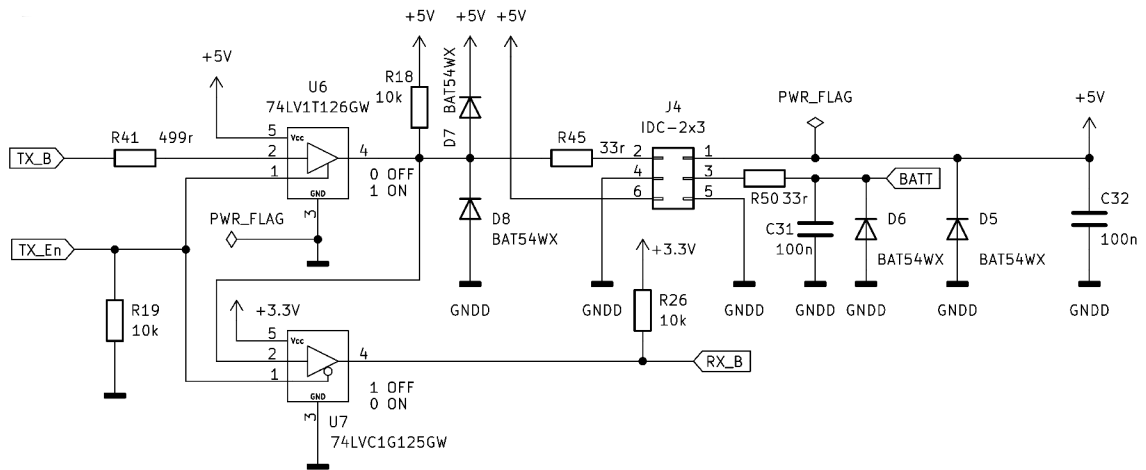 +5V
+5V
+5V
+5V
U6
74LV1T126GW
R18
10k
D7
BAT54WX
PWR_FLAG
+5V
J4
IDC-2x3
R41
499r
TX_B
5
Vcc
2
4
1
GND
3
0 OFF
1 ON
R45
33r
2
1
4
3
6
5
R50
33r
BATT
PWR_FLAG
D8
BAT54WX
C31
100n
D6
BAT54WX
D5
BAT54WX
C32
100n
TX_En
+3.3V
GNDD
GNDD
GNDD
GNDD
GNDD
GNDD
GNDD
R19
10k
+3.3V
R26
10k
5
Vcc
2
4
1
GND
3
1 OFF
0 ON
RX_B
U7
74LVC1G125GW